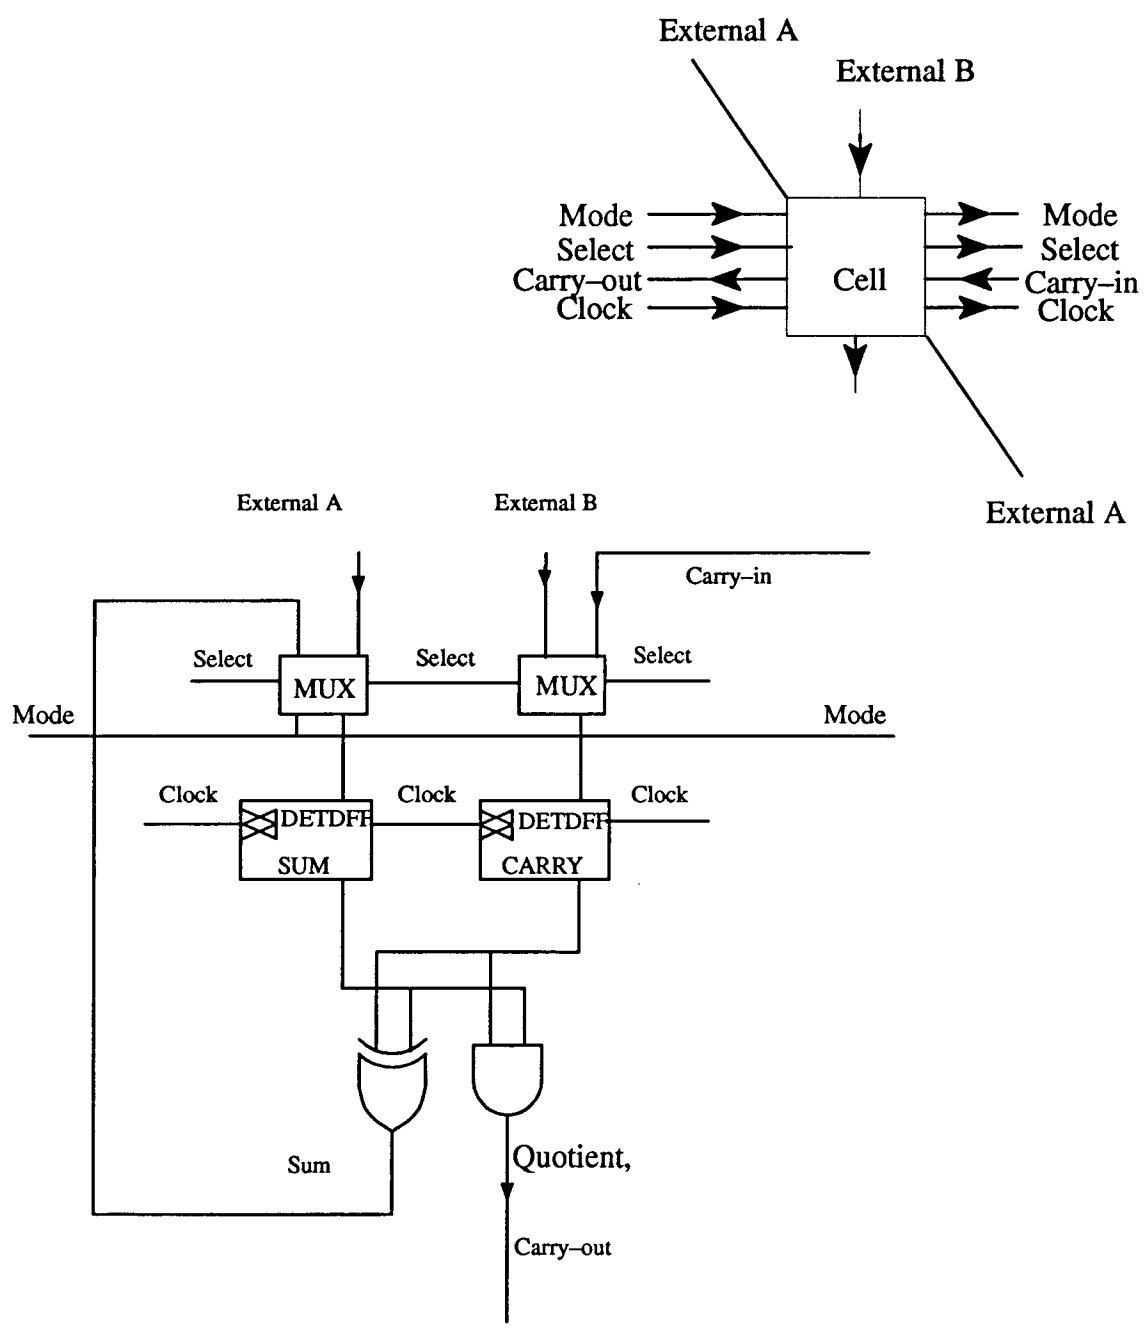 External A
External B
Mode
Mode
Select
Select
Carry–out
Cell
Carry–in
Clock
Clock
External A
External A
External B
Carry–in
Select
Select
Select
MUX
MUX
Mode
Mode
Clock
Clock
Clock
DETDFF
DETDFF
SUM
CARRY
Sum
Quotient,
Carry–out